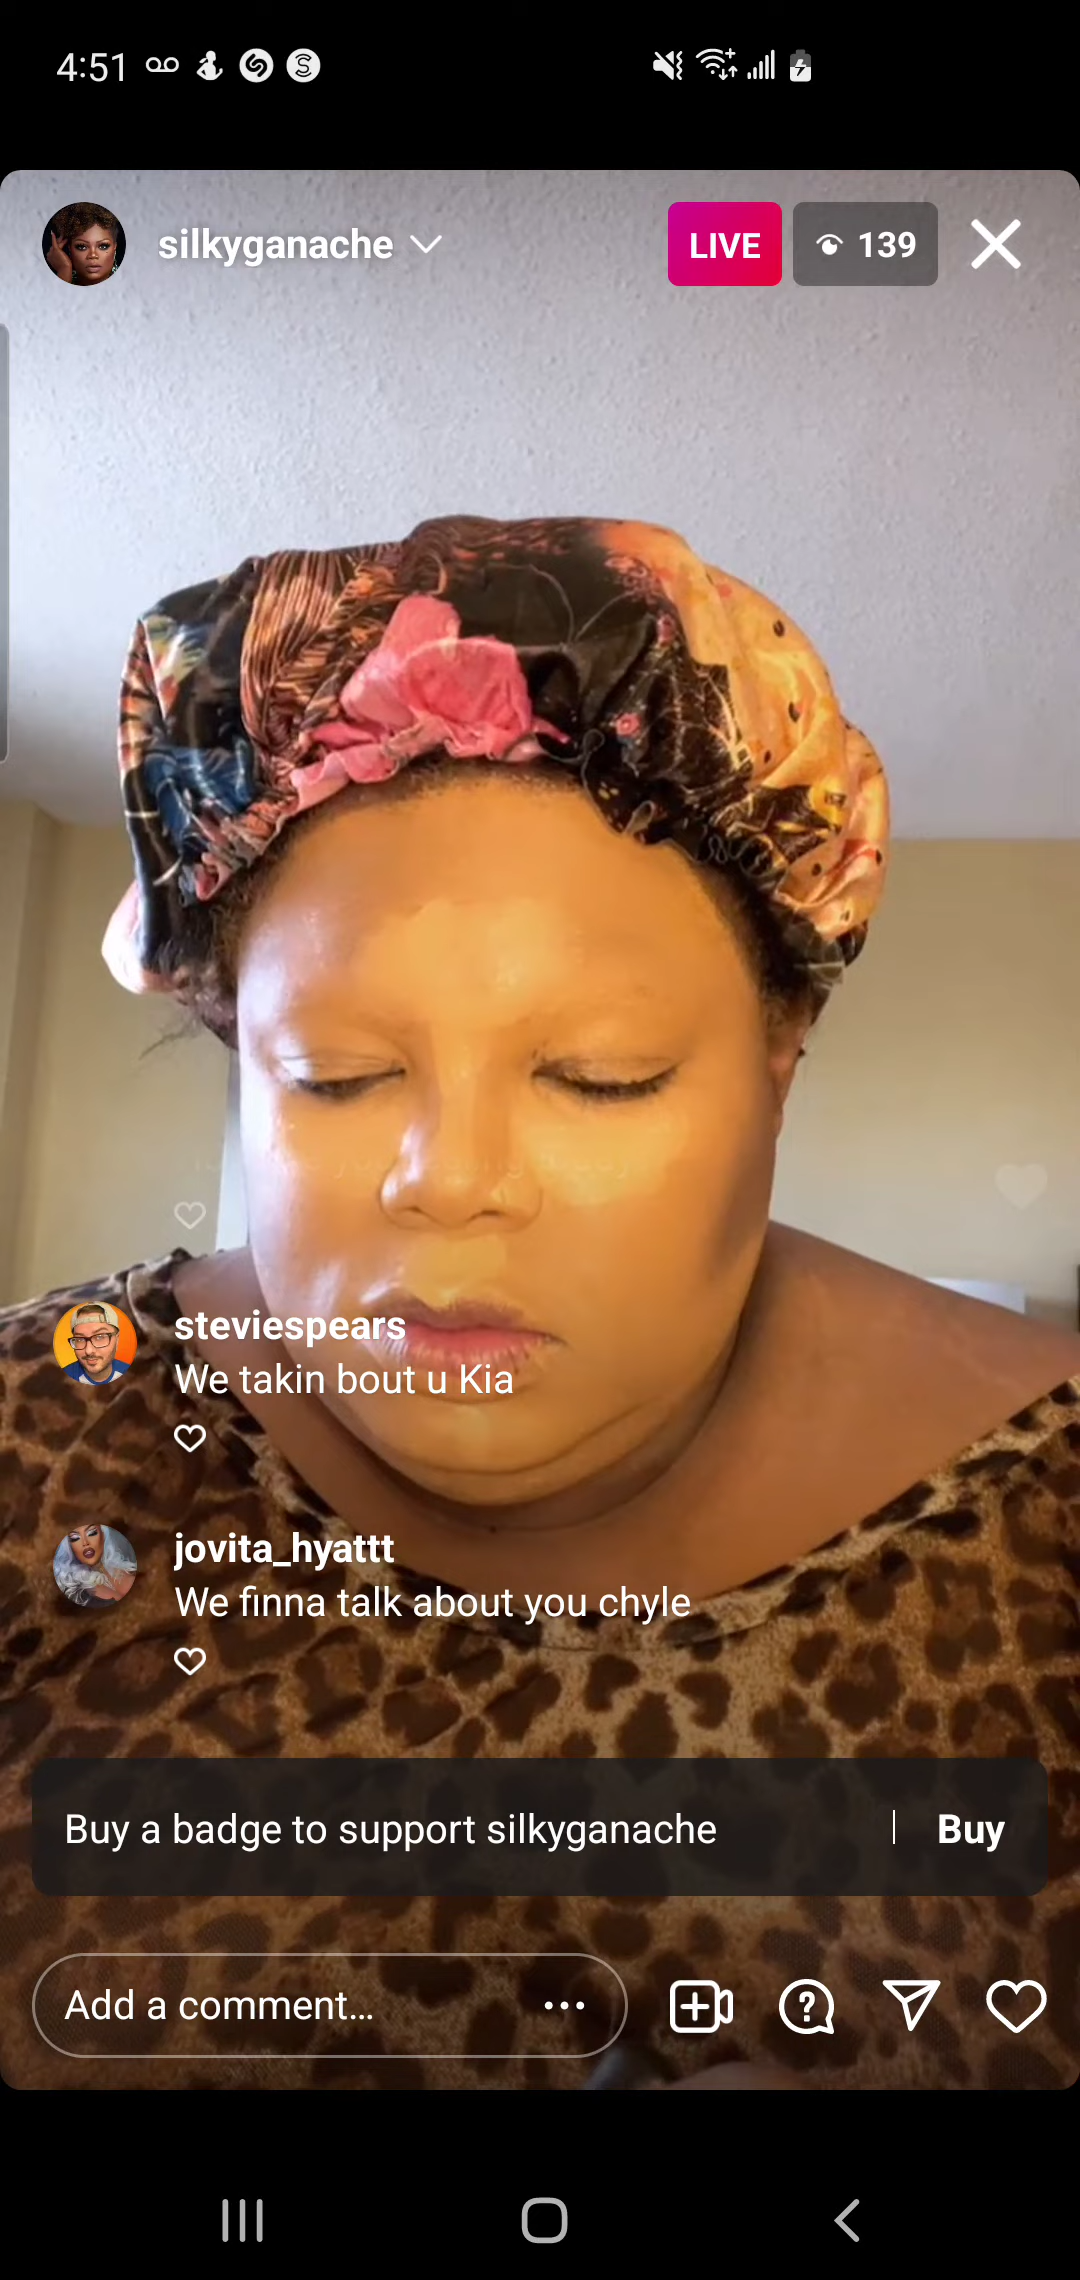 4:51
silkyganache
LIVE
139
steviespears
We takin bout u Kia
jovita_hyattt
We finna talk about you chyle
Buy a badge to support silkyganache
Buy
Add a comment...